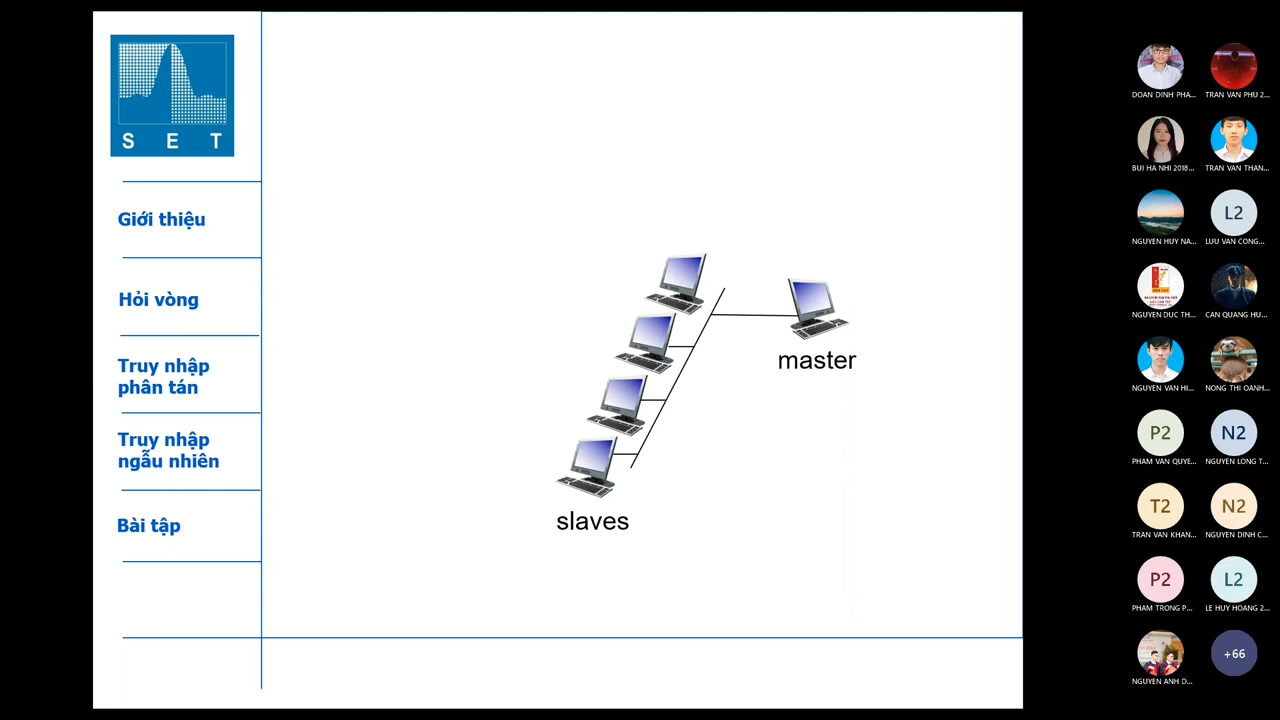 S E T
Giới thiệu
Hỏi vòng
Truy nhập
phân tán
Truy nhập
ngẫu nhiên
Bài tập
master
slaves
DOAN DINH PHA...
TRAN VAN PHU 2...
BUI HA NHI 2018...
TRAN VAN THAN...
NGUYEN HUY NA...
L2
LUU VAN CONG...
NGUYEN DUC TH...
CAN QUANG HU...
NGUYEN VAN HI...
NONG THI OANH...
P2
N2
PHAM VAN QUYE...
NGUYEN LONG T...
T2
N2
TRAN VAN KHAN...
NGUYEN DINH C...
P2
L2
PHAM TRONG P...
LE HUY HOANG 2...
+66
NGUYEN ANH D...